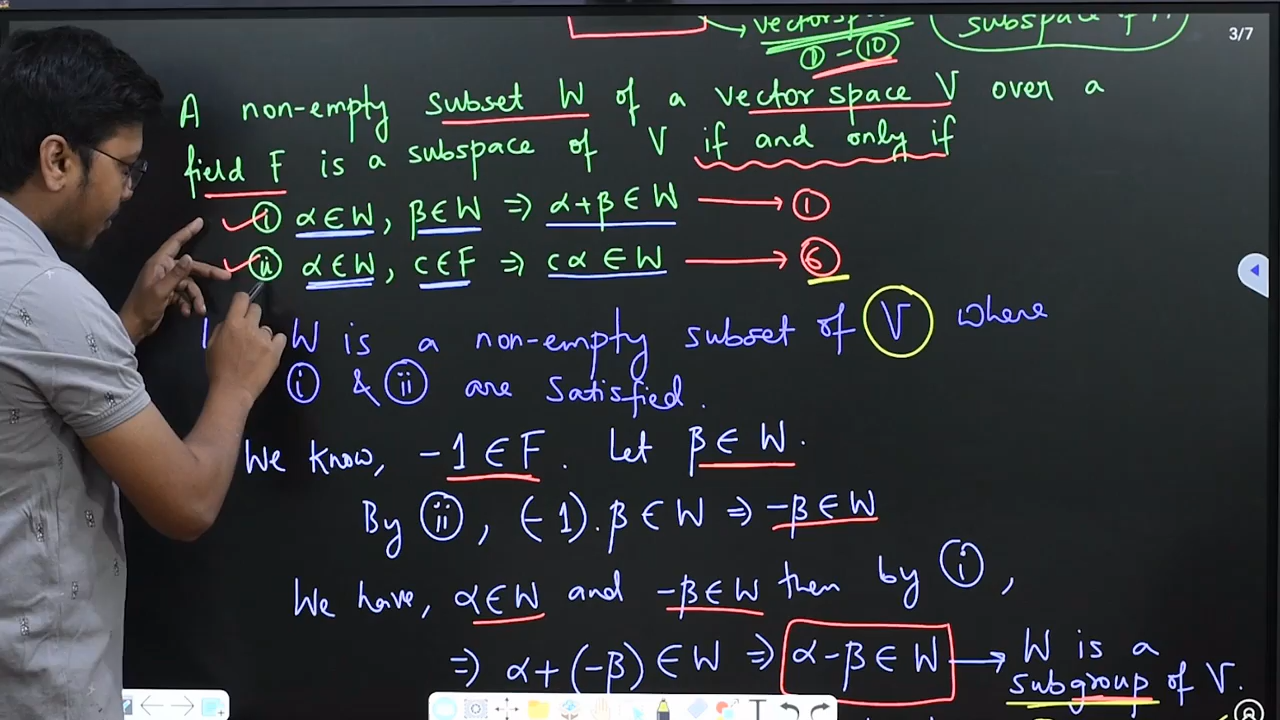 vector space subspace of
① - ⑩
3/7
A non-empty subset W of a vector space V over a
field F is a subspace of V if and only if
ⓘ α ∈ W, β ∈ W ⇒ α+β ∈ W → ①
ⅱ α ∈ W, c ∈ F ⇒ cα ∈ W → ⑥
W is a non-empty subset of V where
ⓘ & ⅱ are satisfied.
We know, -1 ∈ F. Let β ∈ W.
By ⅱ, (-1).β ∈ W ⇒ -β ∈ W
We have, α ∈ W and -β ∈ W then by ⓘ,
⇒ α+(-β) ∈ W ⇒ α-β ∈ W → W is a
subgroup of V.
⑧